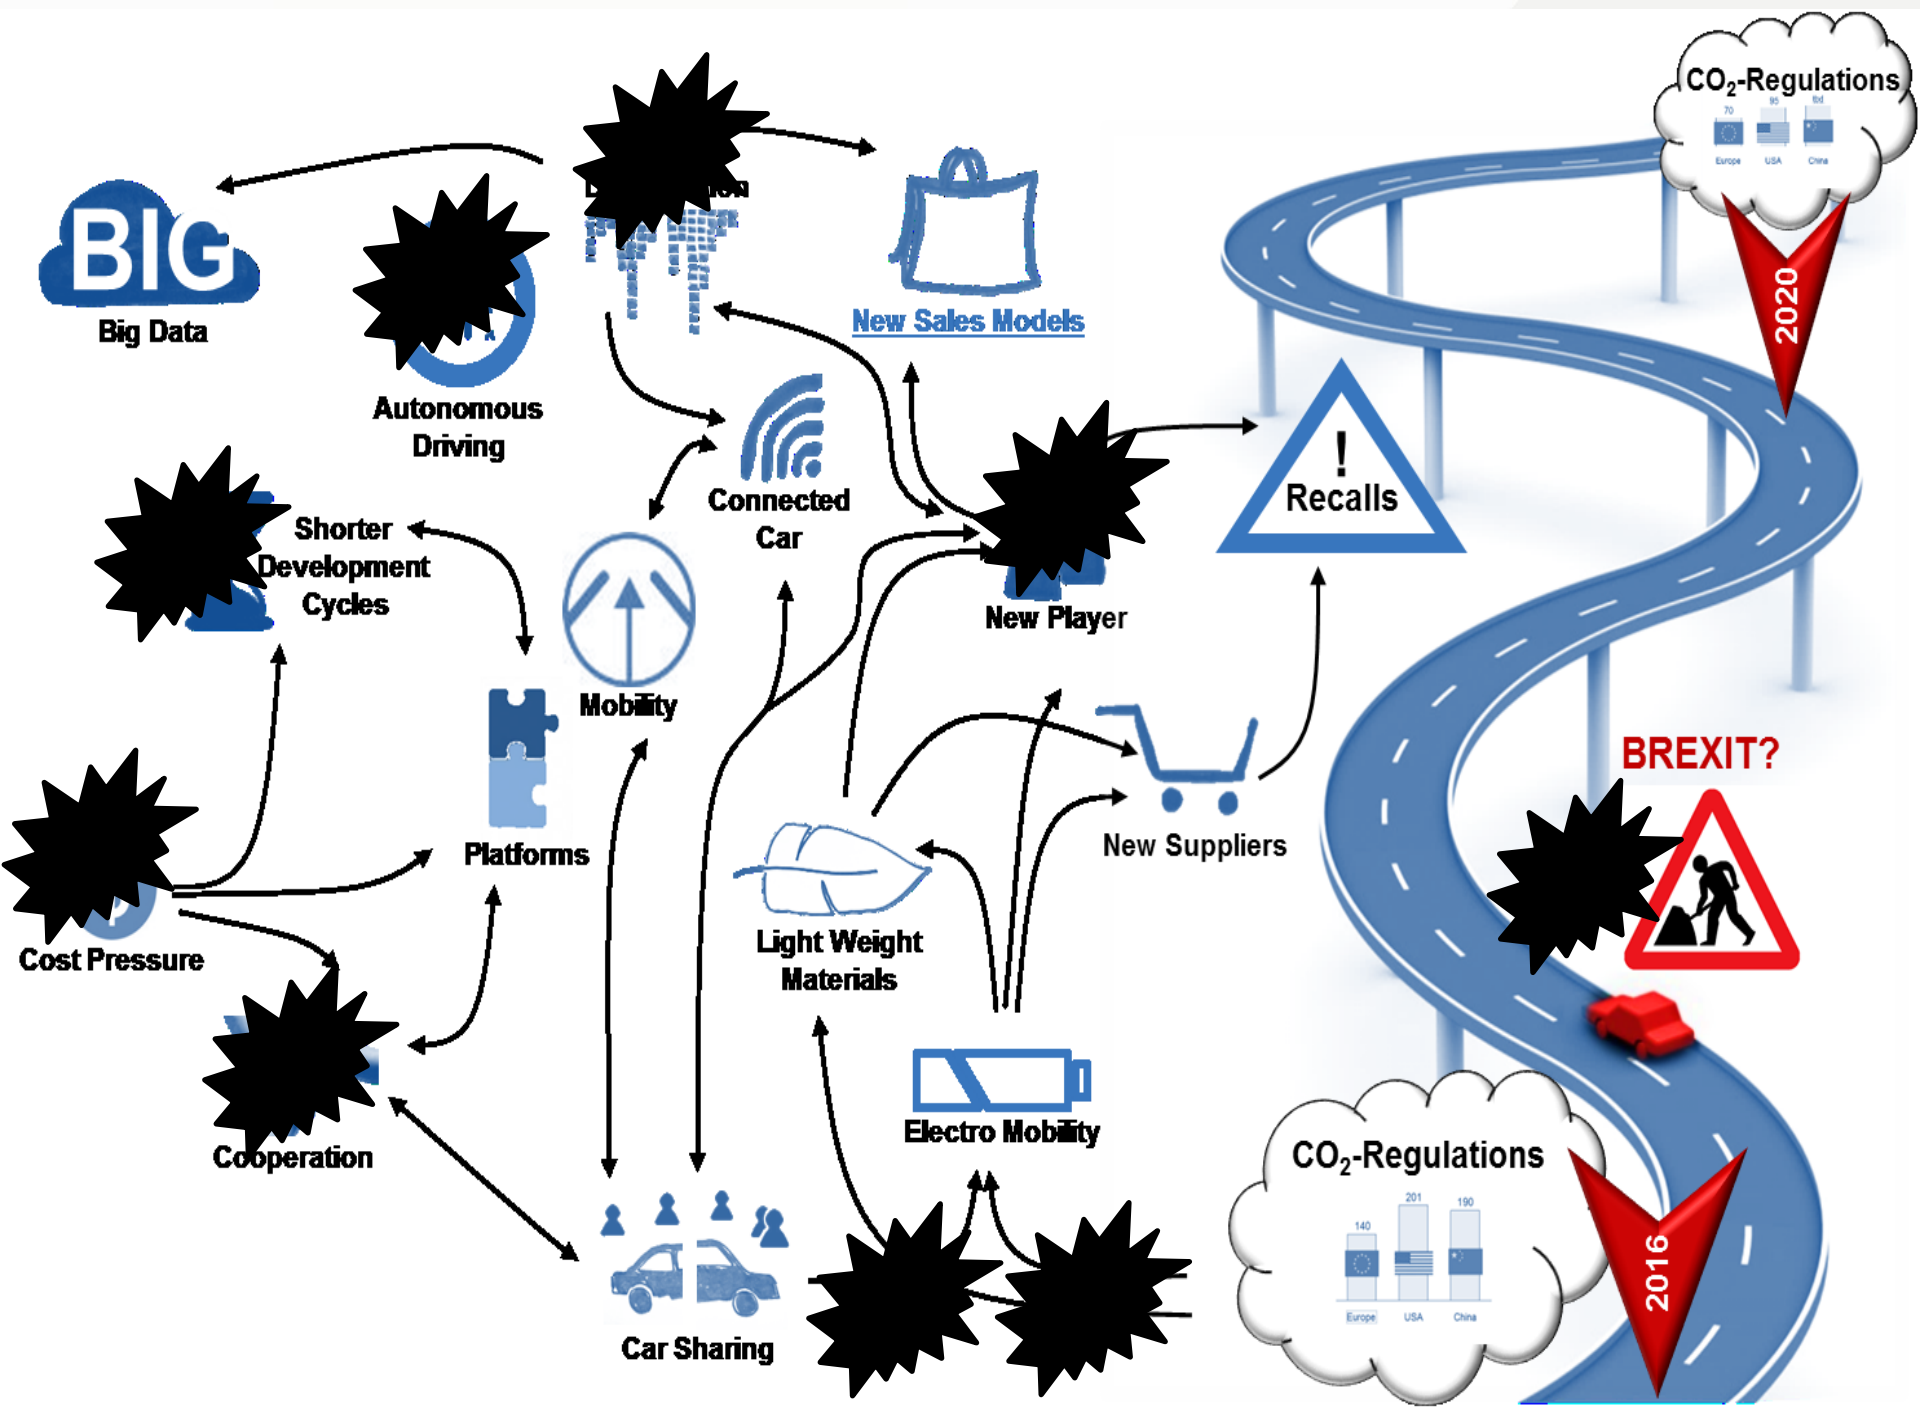 CO₂-Regulations
70
95
tbd
Europe
USA
China
2020
BIG
Big Data
New Sales Models
Autonomous
Driving
Connected
Car
!
Recalls
Shorter
Development
Cycles
New Player
Mobility
Platforms
BREXIT?
New Suppliers
Cost Pressure
Light Weight
Materials
Electro Mobility
Cooperation
CO₂-Regulations
140
201
190
Europe
USA
China
2016
Car Sharing